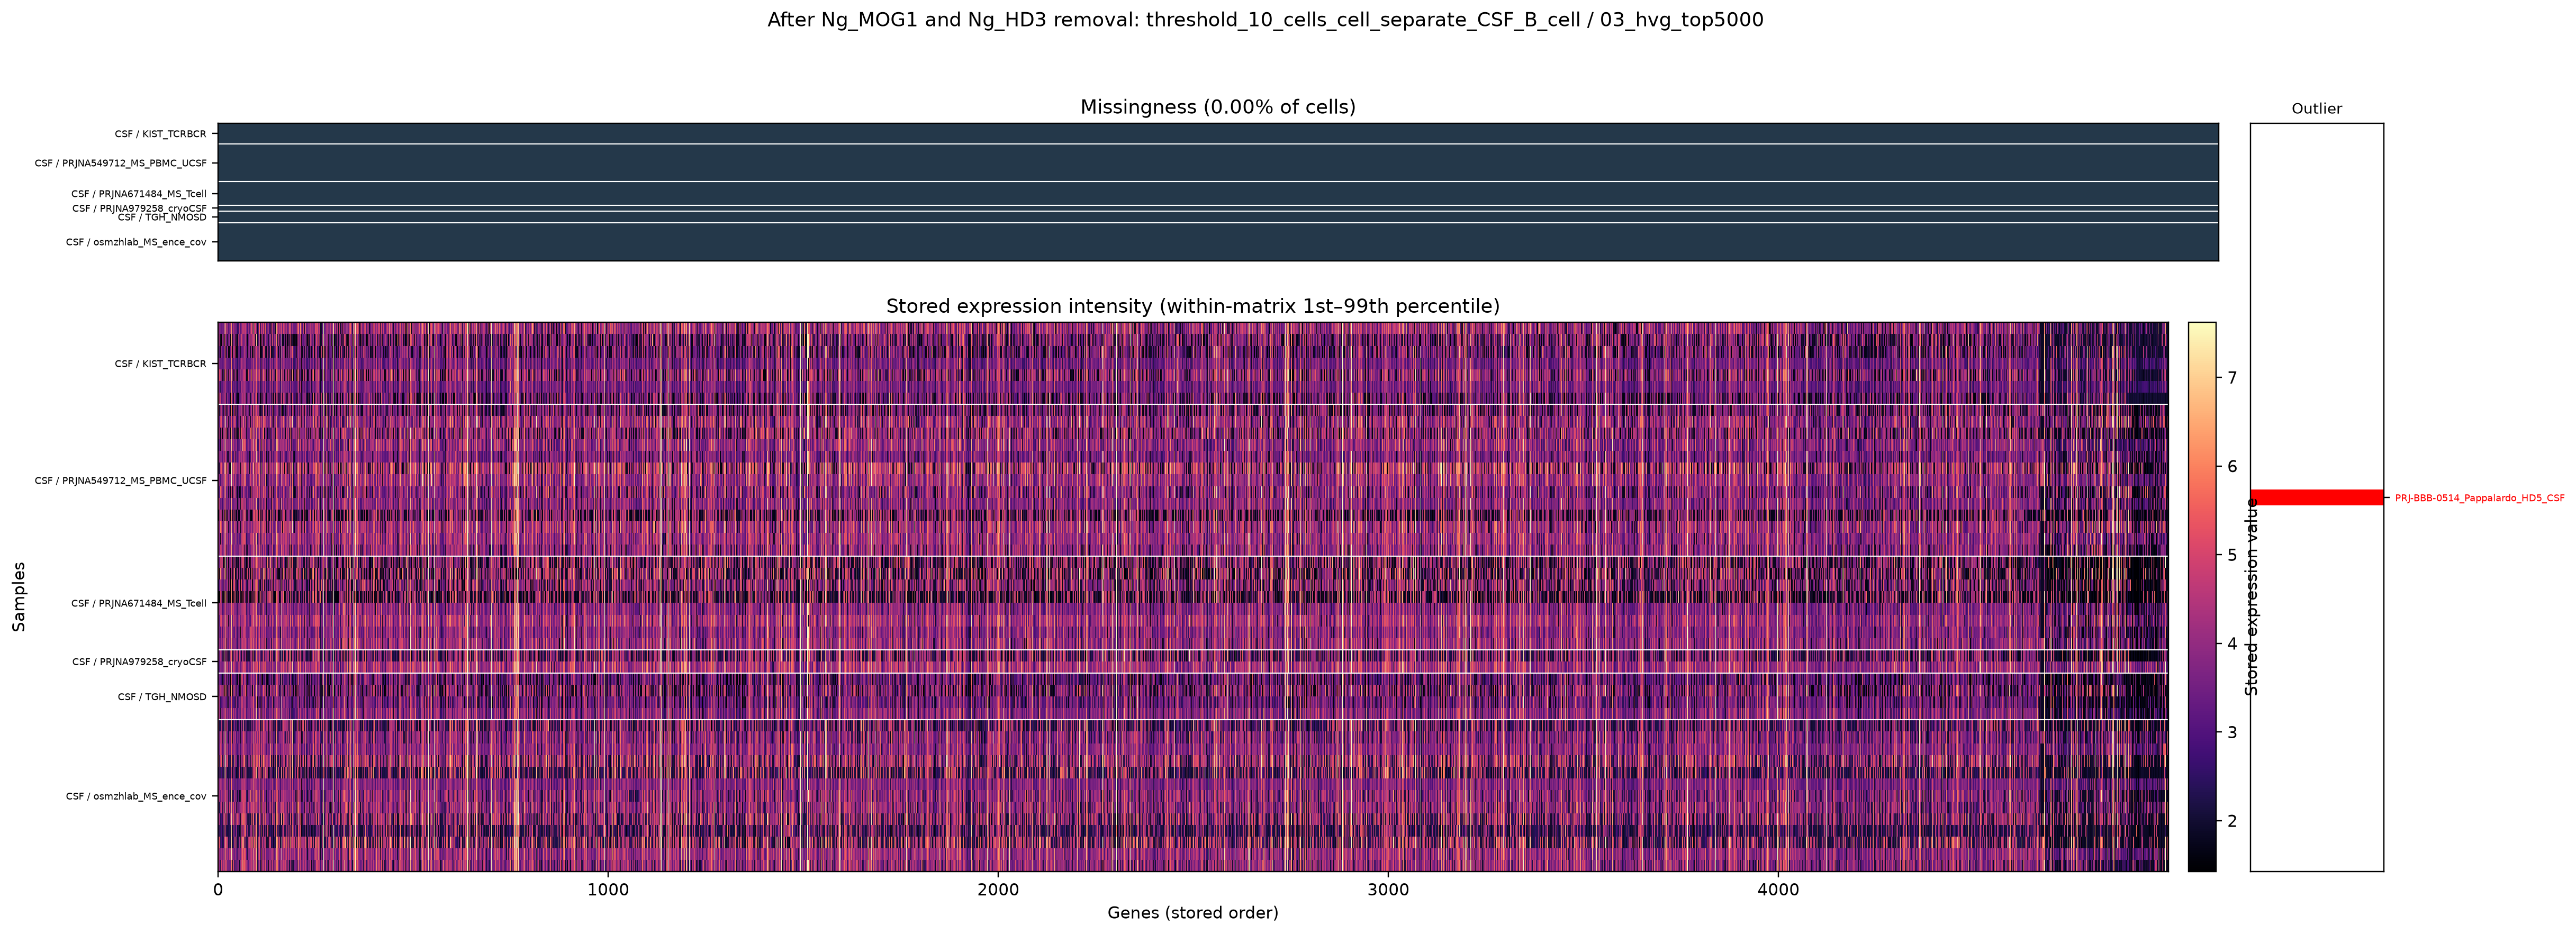 After Ng_MOG1 and Ng_HD3 removal: threshold_10_cells_cell_separate_CSF_B_cell / 03_hvg_top5000
Missingness (0.00% of cells)
CSF / KIST_TCRBCR
CSF / PRJNA549712_MS_PBMC_UCSF
CSF / PRJNA671484_MS_Tcell
CSF / PRJNA979258_cryoCSF
CSF / TGH_NMOSD
CSF / osmzhlab_MS_ence_cov
Outlier
PRJ-BBB-0514_Pappalardo_HD5_CSF
Stored expression intensity (within-matrix 1st–99th percentile)
Samples
CSF / KIST_TCRBCR
CSF / PRJNA549712_MS_PBMC_UCSF
CSF / PRJNA671484_MS_Tcell
CSF / PRJNA979258_cryoCSF
CSF / TGH_NMOSD
CSF / osmzhlab_MS_ence_cov
0 1000 2000 3000 4000
Genes (stored order)
7
6
5
4
3
2
Stored expression value